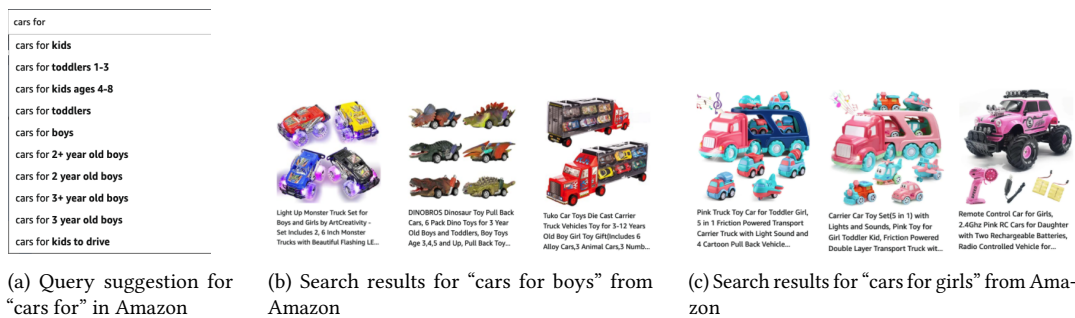 cars for
cars for kids
cars for toddlers 1-3
cars for kids ages 4-8
cars for toddlers
cars for boys
cars for 2+ year old boys
cars for 2 year old boys
cars for 3+ year old boys
cars for 3 year old boys
cars for kids to drive
(a) Query suggestion for
“cars for” in Amazon
Light Up Monster Truck Set for
Boys and Girls by ArtCreativity -
Set Includes 2, 6 Inch Monster
Trucks with Beautiful Flashing LE...
DINOBROS Dinosaur Toy Pull Back
Cars, 6 Pack Dino Toys for 3 Year
Old Boys and Toddlers, Boy Toys
Age 3,4,5 and Up, Pull Back Toy...
Tuko Car Toys Die Cast Carrier
Truck Vehicles Toy for 3-12 Years
Old Boy Girl Toy Gift(Includes 6
Alloy Cars,3 Animal Cars,3 Numb...
(b) Search results for “cars for boys” from
Amazon
Pink Truck Toy Car for Toddler Girl,
5 in 1 Friction Powered Transport
Carrier Truck with Light Sound and
4 Cartoon Pull Back Vehicle...
Carrier Car Toy Set(5 in 1) with
Lights and Sounds, Pink Toy for
Girl Toddler Kid, Friction Powered
Double Layer Transport Truck wit...
Remote Control Car for Girls,
2.4Ghz Pink RC Cars for Daughter
with Two Rechargeable Batteries,
Radio Controlled Vehicle for...
(c) Search results for “cars for girls” from Ama-
zon